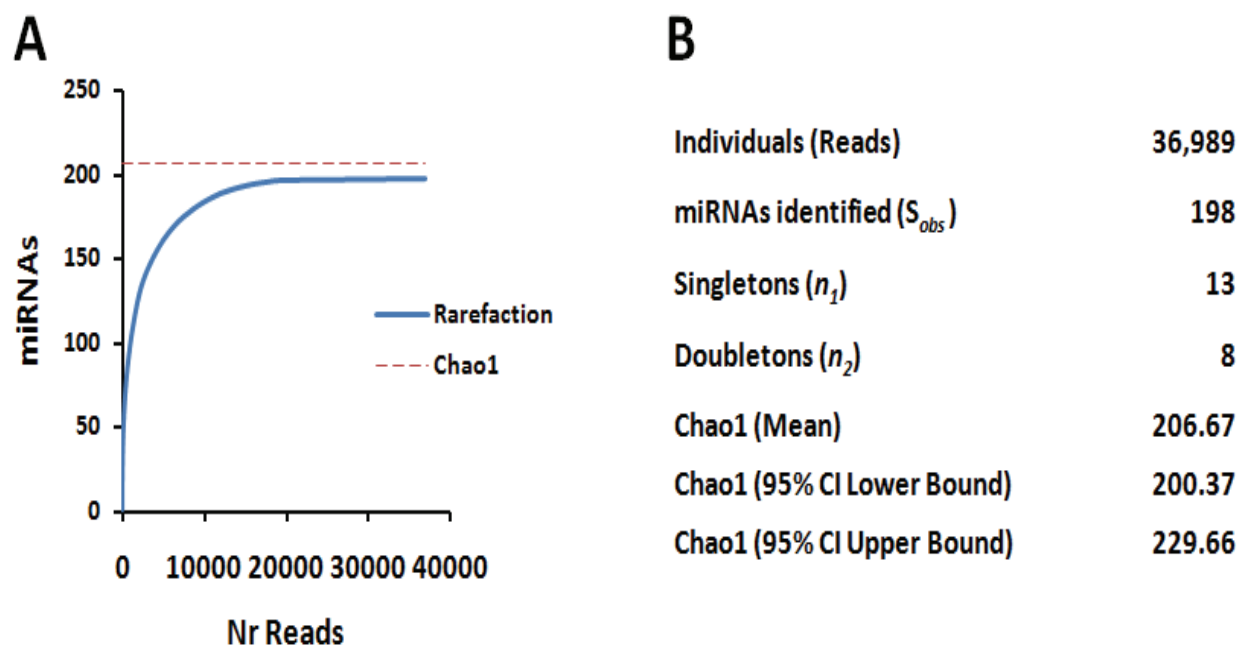 A
250
200
150
100
50
0
miRNAs
Rarefaction
Chao1
0 10000 20000 30000 40000
Nr Reads
B
Individuals (Reads) 36,989
miRNAs identified (Sobs) 198
Singletons (n1) 13
Doubletons (n2) 8
Chao1 (Mean) 206.67
Chao1 (95% CI Lower Bound) 200.37
Chao1 (95% CI Upper Bound) 229.66